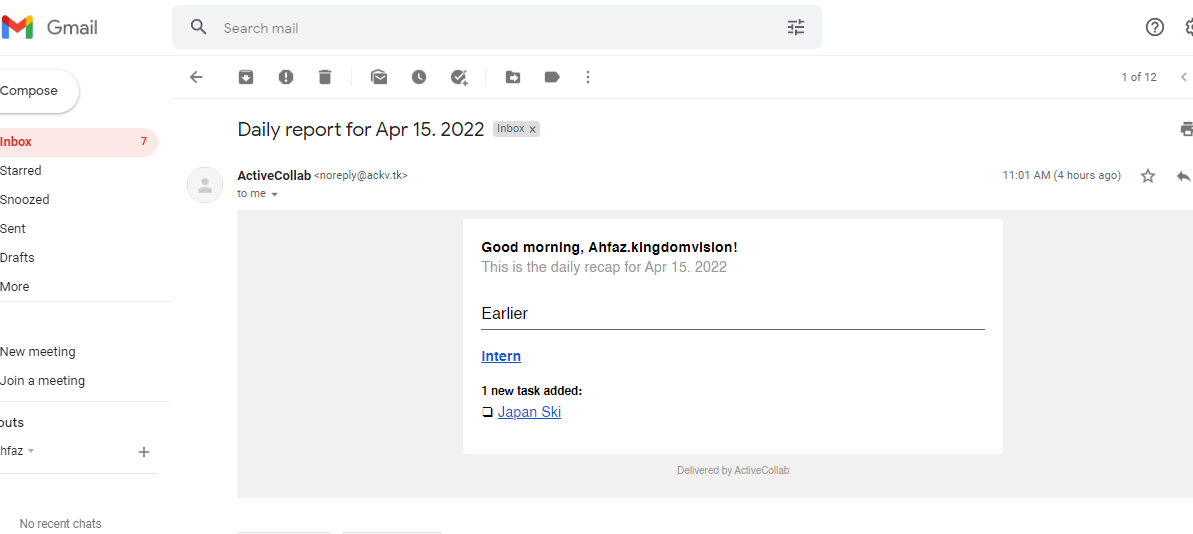 Gmail
Search mail
Compose
1 of 12
Inbox 7
Daily report for Apr 15. 2022 Inbox x
Starred
ActiveCollab <noreply@ackv.tk> 11:01 AM (4 hours ago)
to me
Snoozed
Sent
Drafts
More
Good morning, Ahfaz.kingdomvision!
This is the daily recap for Apr 15. 2022
Earlier
Intern
1 new task added:
Japan Ski
Delivered by ActiveCollab
New meeting
Join a meeting
outs
hfaz
No recent chats